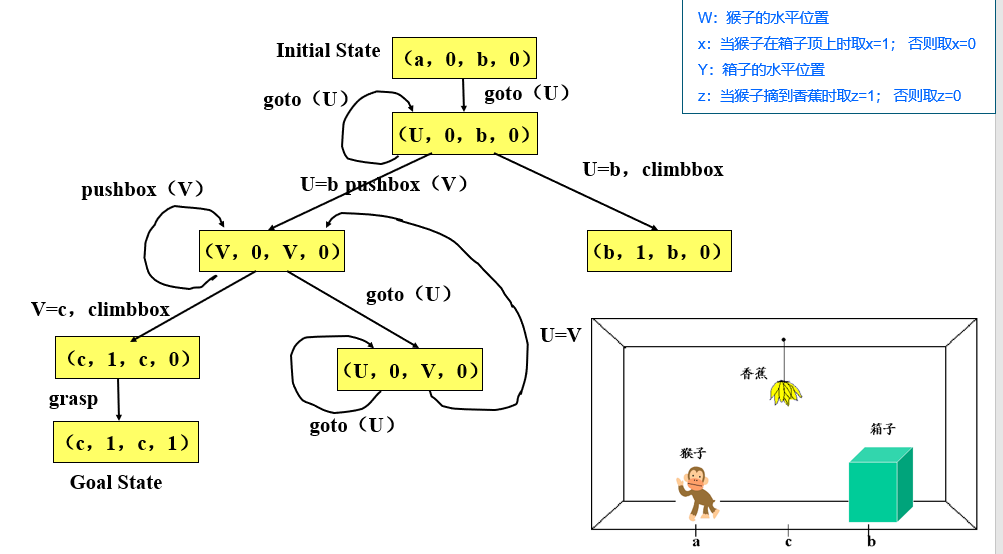 W：猴子的水平位置
x：当猴子在箱子顶上时取x=1； 否则取x=0
Y：箱子的水平位置
z：当猴子摘到香蕉时取z=1； 否则取z=0
Initial State
（a，0，b，0）
goto（U）
goto（U）
（U，0，b，0）
U=b pushbox（V）
U=b，climbbox
pushbox（V）
（V，0，V，0）
（b，1，b，0）
V=c，climbbox
goto（U）
U=V
（c，1，c，0）
（U，0，V，0）
grasp
goto（U）
（c，1，c，1）
Goal State
香蕉
猴子
箱子
a
c
b